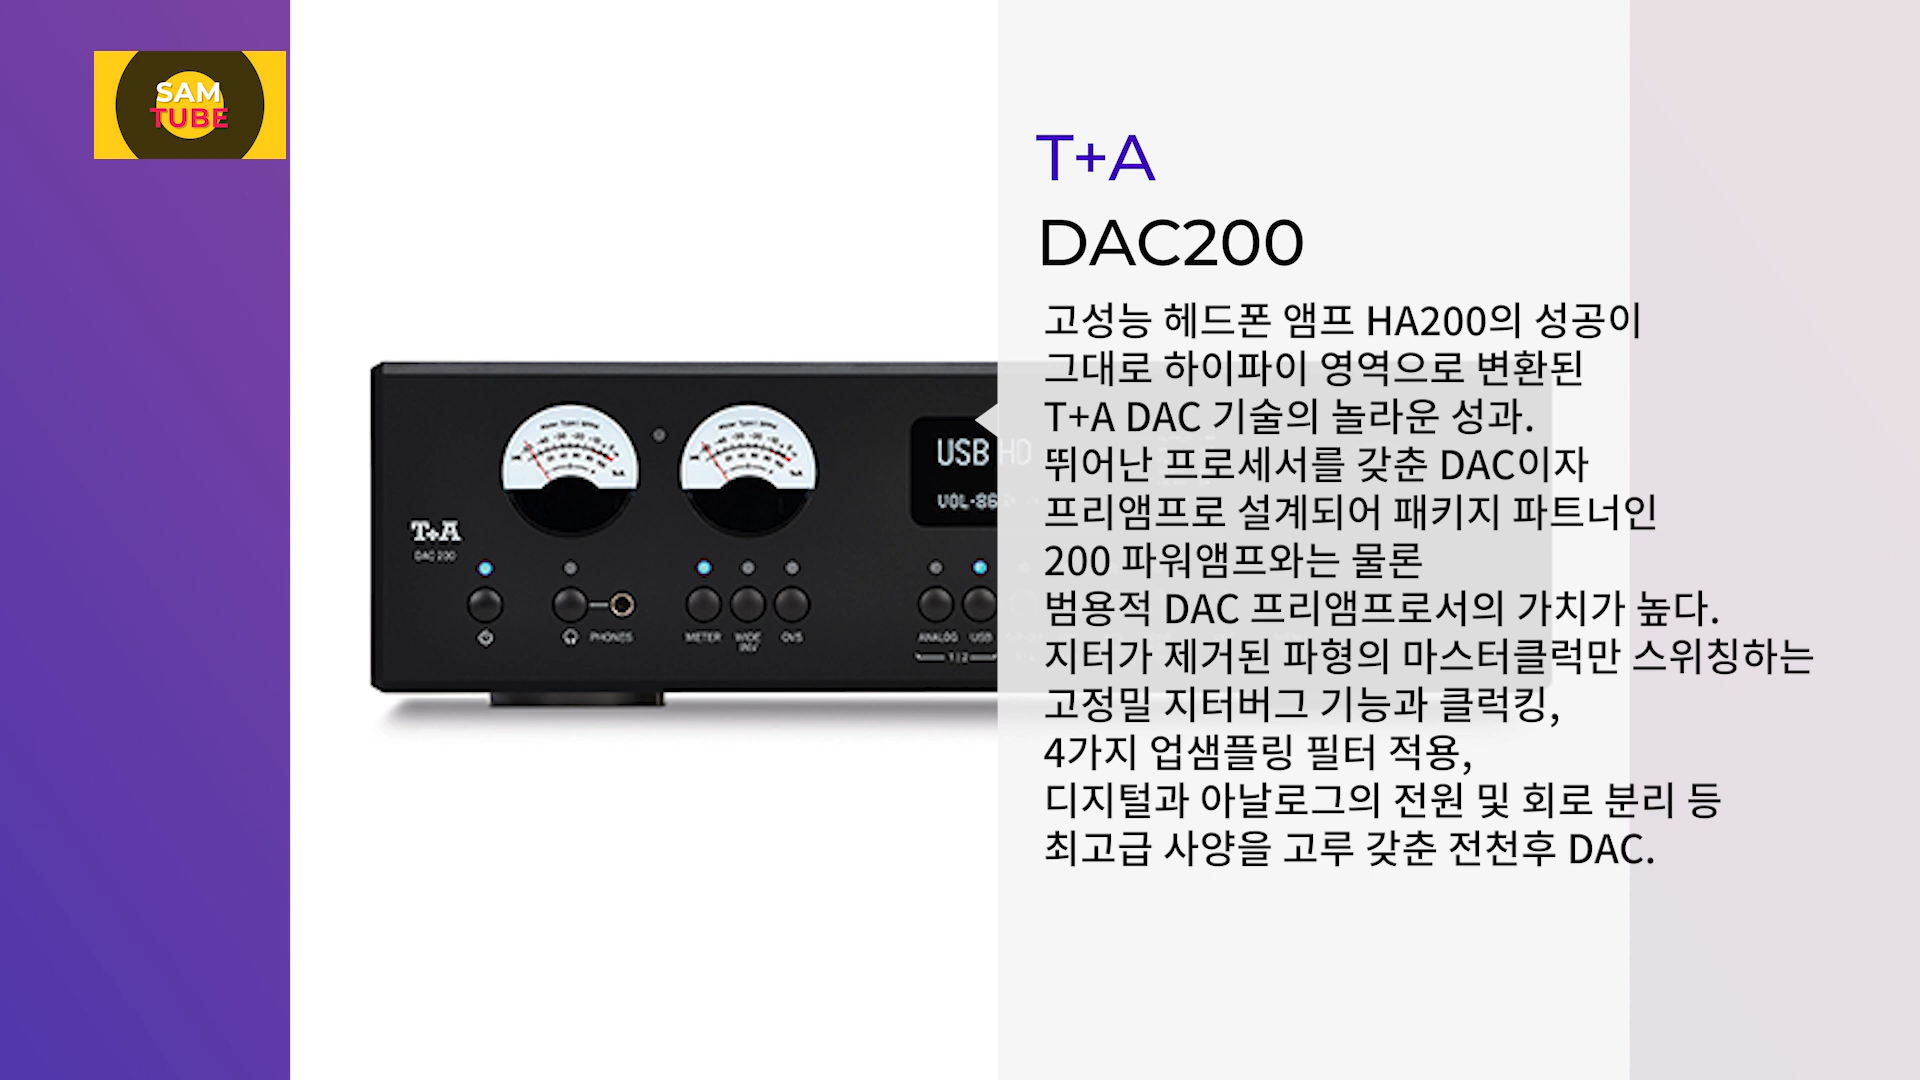 SAM
TUBE
T+A
DAC200
고성능 헤드폰 앰프 HA200의 성공이
그대로 하이파이 영역으로 변환된
T+A DAC 기술의 놀라운 성과.
뛰어난 프로세서를 갖춘 DAC이자
프리앰프로 설계되어 패키지 파트너인
200 파워앰프와는 물론
범용적 DAC 프리앰프로서의 가치가 높다.
지터가 제거된 파형의 마스터클럭만 스위칭하는
고정밀 지터버그 기능과 클럭킹,
4가지 업샘플링 필터 적용,
디지털과 아날로그의 전원 및 회로 분리 등
최고급 사양을 고루 갖춘 전천후 DAC.
USB HD
VOL-86
T+A
DAC 200
PHONES
METER
WIDE
OVS
ANALOG
USB
1 | 2